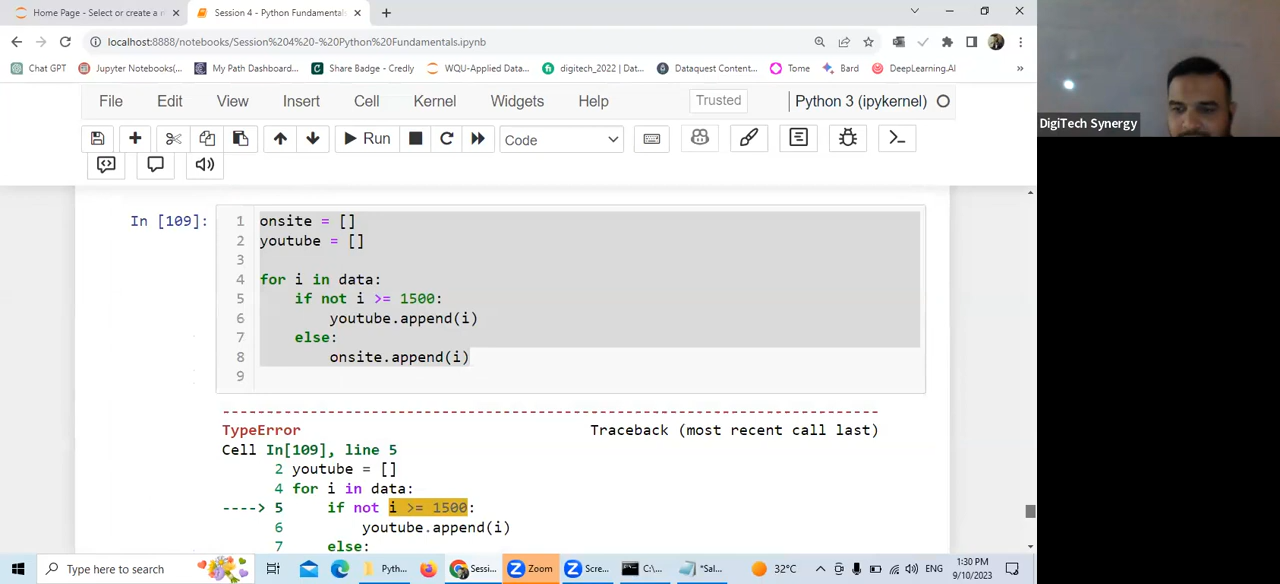 Home Page - Select or create a n
Session 4 - Python Fundamentals
localhost:8888/notebooks/Session%204%20-%20Python%20Fundamentals.ipynb
Chat GPT
Jupyter Notebooks(...
My Path Dashboard...
Share Badge - Credly
WQU-Applied Data...
digitech_2022 | Dat...
Dataquest Content...
Tome
Bard
DeepLearning.AI
»
DigiTech Synergy
File Edit View Insert Cell Kernel Widgets Help
Trusted
Python 3 (ipykernel)
Run
Code
In [109]:
1 onsite = []
2 youtube = []
3
4 for i in data:
5     if not i >= 1500:
6         youtube.append(i)
7     else:
8         onsite.append(i)
9
---------------------------------------------------------------------------
TypeError                                 Traceback (most recent call last)
Cell In[109], line 5
2 youtube = []
4 for i in data:
----> 5     if not i >= 1500:
6         youtube.append(i)
7     else:
Type here to search
Pyth...
Sessi...
Zoom
Scre...
C:\...
*Sal...
32°C
ENG
1:30 PM
9/10/2023